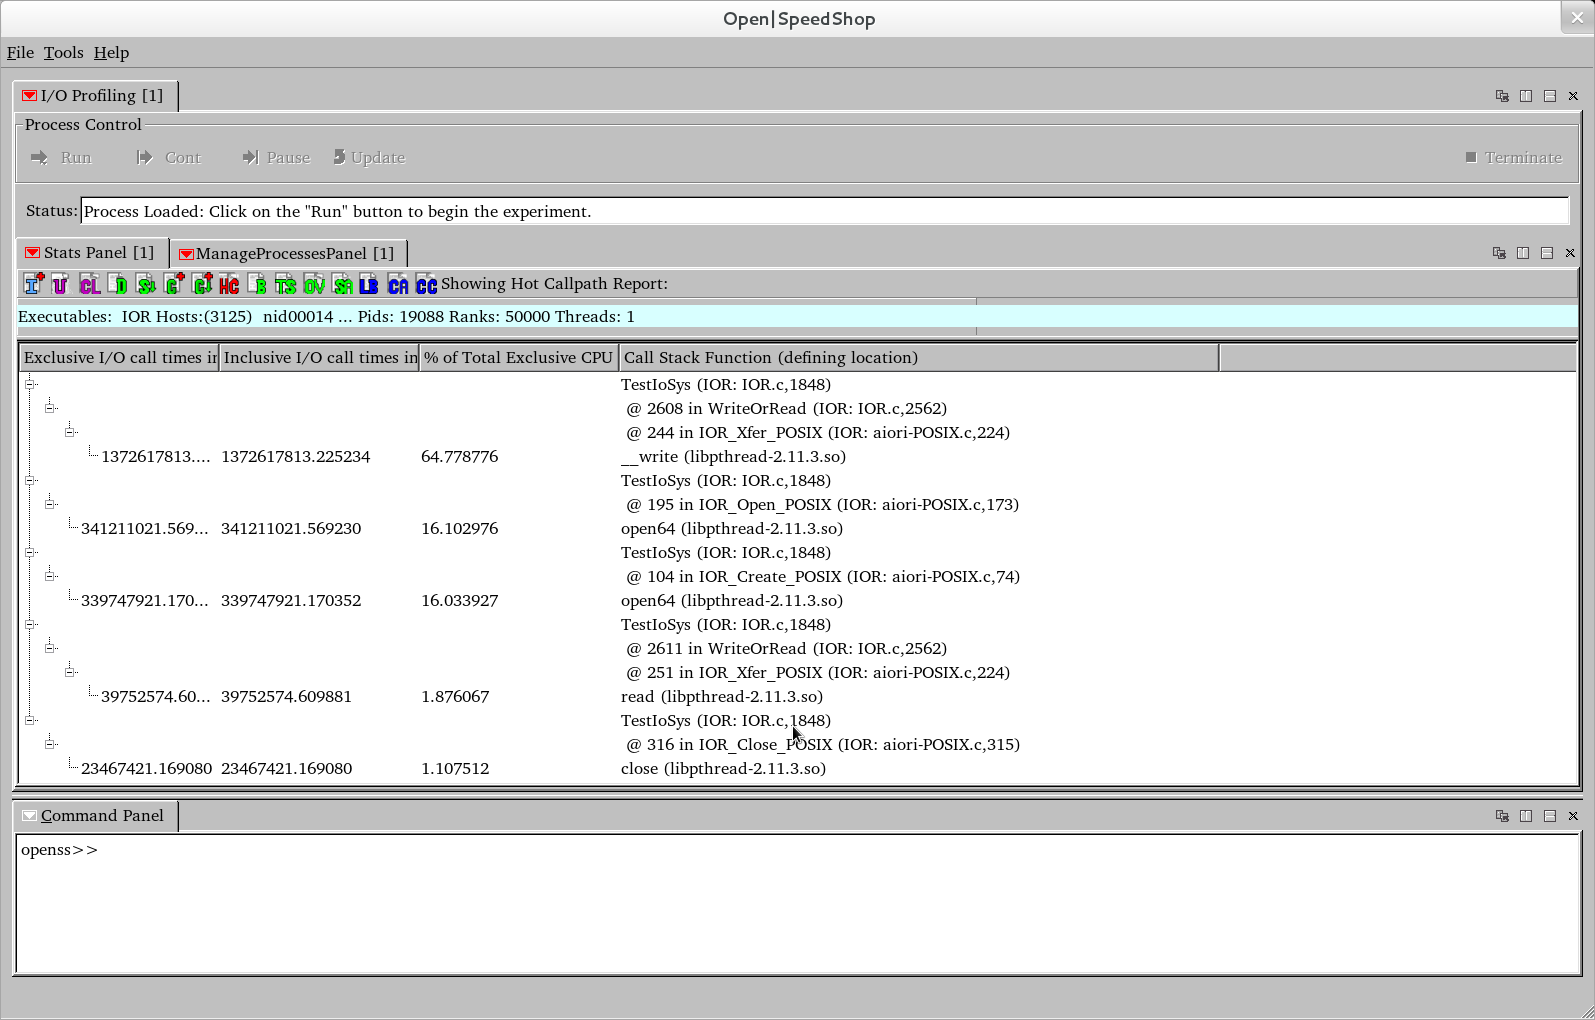 Open|SpeedShop
File Tools Help
I/O Profiling [1]
Process Control
Run Cont Pause Update Terminate
Status: Process Loaded: Click on the "Run" button to begin the experiment.
Stats Panel [1] ManageProcessesPanel [1]
I U CL D S↓ G G↓ HC B TS OV SA LB CA CC Showing Hot Callpath Report:
Executables: IOR Hosts:(3125) nid00014 ... Pids: 19088 Ranks: 50000 Threads: 1
Exclusive I/O call times in Inclusive I/O call times in % of Total Exclusive CPU Call Stack Function (defining location)
TestIoSys (IOR: IOR.c,1848)
@ 2608 in WriteOrRead (IOR: IOR.c,2562)
@ 244 in IOR_Xfer_POSIX (IOR: aiori-POSIX.c,224)
1372617813.... 1372617813.225234 64.778776 __write (libpthread-2.11.3.so)
TestIoSys (IOR: IOR.c,1848)
@ 195 in IOR_Open_POSIX (IOR: aiori-POSIX.c,173)
341211021.569... 341211021.569230 16.102976 open64 (libpthread-2.11.3.so)
TestIoSys (IOR: IOR.c,1848)
@ 104 in IOR_Create_POSIX (IOR: aiori-POSIX.c,74)
339747921.170... 339747921.170352 16.033927 open64 (libpthread-2.11.3.so)
TestIoSys (IOR: IOR.c,1848)
@ 2611 in WriteOrRead (IOR: IOR.c,2562)
@ 251 in IOR_Xfer_POSIX (IOR: aiori-POSIX.c,224)
39752574.60... 39752574.609881 1.876067 read (libpthread-2.11.3.so)
TestIoSys (IOR: IOR.c,1848)
@ 316 in IOR_Close_POSIX (IOR: aiori-POSIX.c,315)
23467421.169080 23467421.169080 1.107512 close (libpthread-2.11.3.so)
Command Panel
openss>>